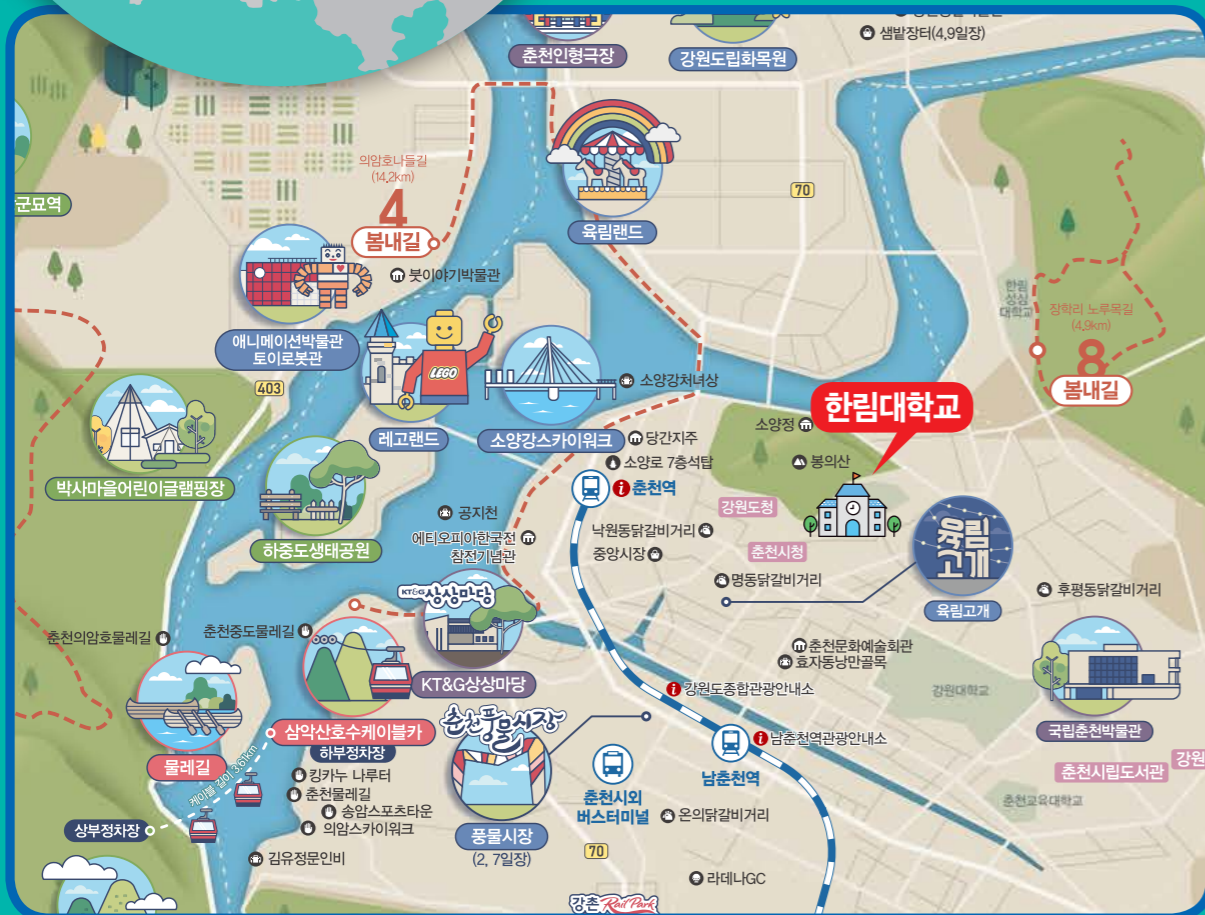 샘밭장터(4,9일장)
춘천인형극장
강원도립화목원
의암호나들길
(14.2km)
4
봄내길
70
군묘역
육림랜드
붓이야기박물관
한림
성심
대학교
장학리 노루목길
(4.9km)
8
봄내길
애니메이션박물관
토이로봇관
LEGO
403
소양강처녀상
레고랜드
소양강스카이워크
당간지주
소양정
한림대학교
소양로 7층석탑
봉의산
박사마을어린이글램핑장
i 춘천역
강원도청
공지천
하중도생태공원
에티오피아한국전
참전기념관
낙원동닭갈비거리
중앙시장
춘천시청
육림
고개
명동닭갈비거리
육림고개
후평동닭갈비거리
KT&G 상상마당
춘천의암호물레길
춘천중도물레길
춘천문화예술회관
효자동낭만골목
KT&G상상마당
i 강원도종합관광안내소
강원대학교
춘천풍물시장
삼악산호수케이블카
하부정차장
국립춘천박물관
i 남춘천역관광안내소
물레길
케이블 길이 3.61km
킹카누 나루터
춘천물레길
송암스포츠타운
의암스카이워크
남춘천역
춘천시외
버스터미널
춘천시립도서관
강원
춘천교육대학교
온의닭갈비거리
상부정차장
풍물시장
(2, 7일장)
김유정문인비
70
라데나GC
강촌 Rail Park